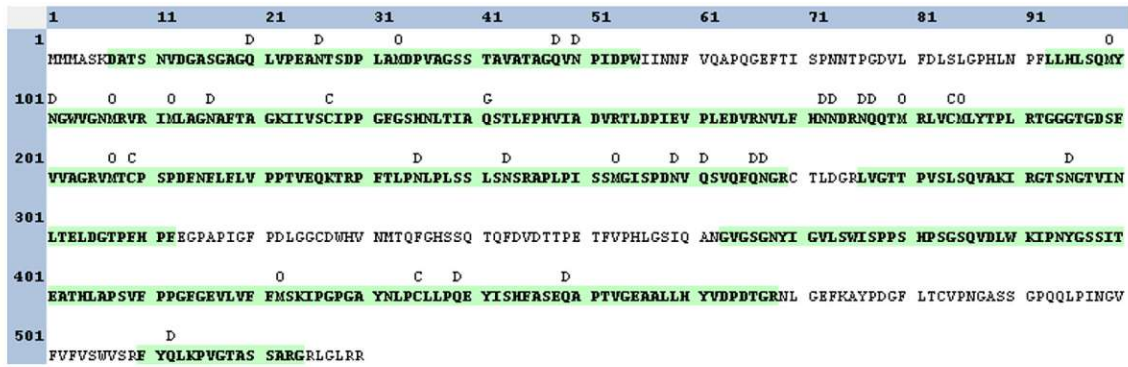 1 11 21 31 41 51 61 71 81 91
1 D D O D D O
MMMASKDATS NVDGASGAGQ LVPEANTSDP LAMDPVAGSS TAVATAGQVN PIDPWIINNF VQAPQGEFTI SPNNTPGDVL FDLSLGPHLN PFLLHLSQMY
101 D O O D C G DD DD O CO
NGWVGNMRVR IMLAGNAFTA GKIIVSCIPP GFGSHNLTIA QSTLFPHVIA DVRTLDPIEV PLEDVRNVLF HNNDRNQQTM RLVCMLYTPL RTGGGTGDSF
201 O C D D O D D DD D
VVAGRVMTCP SPDFNFLFLV PPTVEQKTRP FTLPNLPLSS LSNSRAPLPI SSMGISPDNV QSVQFQNGRC TLDGRLVGTT PVSLSQVAKI RGTSNGTVIN
301
LTELDGTPFH PFEGPAPIGF PDLGGCDWHV NMTQFGHSSQ TQFDVDTTPE TFVPHLGSIQ ANGVGSGNYI GVLSWISPPS HPSGSQVDLW KIPNYGSSIT
401 O C D D
EATHLAPSVF PPGFGEVLVF FMSKIPGPGA YNLPCLLPQE YISHFASEQA PTVGEAALLH YVDPDTGRNL GEFKAYPDGF LTCVPNGASS GPQQLPINGV
501 D
FVFVSWVSRF YQLKPVGTAS SARGRLGLRR